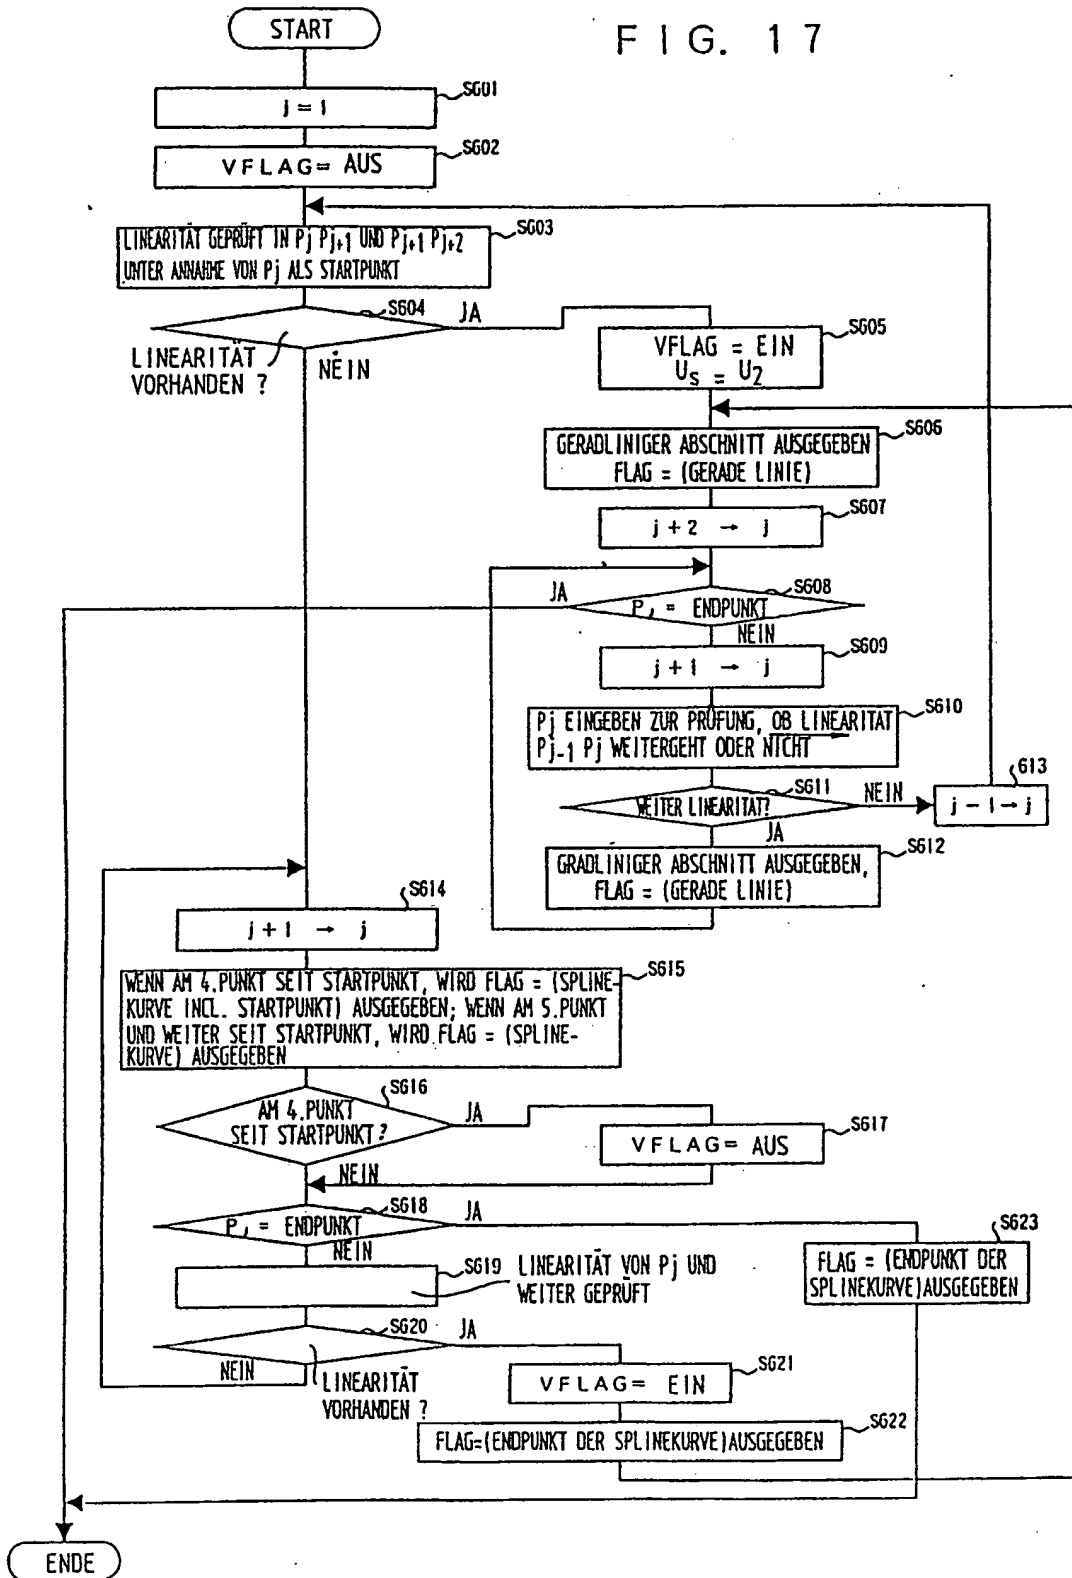 FIG. 17
START
S601
j = 1
S602
VFLAG = AUS
S603
LINEARITÄT GEPRÜFT IN Pj Pj+1 UND Pj+1 Pj+2
UNTER ANNAHME VON Pj ALS STARTPUNKT
S604
JA
LINEARITÄT
VORHANDEN ?
NEIN
S605
VFLAG = EIN
Us = U2
S606
GERADLINIGER ABSCHNITT AUSGEGEBEN
FLAG = (GERADE LINIE)
S607
j + 2 → j
S608
JA
Pj = ENDPUNKT
NEIN
S609
j + 1 → j
S610
Pj EINGEBEN ZUR PRÜFUNG, OB LINEARITAT
Pj-1 Pj WEITERGEHT ODER NICHT
S611
NEIN
WEITER LINEARITAT?
JA
613
j - 1 → j
S612
GRADLINIGER ABSCHNITT AUSGEGEBEN,
FLAG = (GERADE LINIE)
S614
j + 1 → j
S615
WENN AM 4.PUNKT SEIT STARTPUNKT, WIRD FLAG = (SPLINE-
KURVE INCL. STARTPUNKT) AUSGEGEBEN; WENN AM 5.PUNKT
UND WEITER SEIT STARTPUNKT, WIRD FLAG = (SPLINE-
KURVE) AUSGEGEBEN
S616
AM 4.PUNKT
SEIT STARTPUNKT?
JA
NEIN
S617
VFLAG = AUS
S618
Pj = ENDPUNKT
JA
NEIN
S619
LINEARITÄT VON Pj UND
WEITER GEPRÜFT
S620
JA
NEIN
LINEARITÄT
VORHANDEN ?
S621
VFLAG = EIN
S622
FLAG=(ENDPUNKT DER SPLINEKURVE)AUSGEGEBEN
S623
FLAG = (ENDPUNKT DER
SPLINEKURVE)AUSGEGEBEN
ENDE